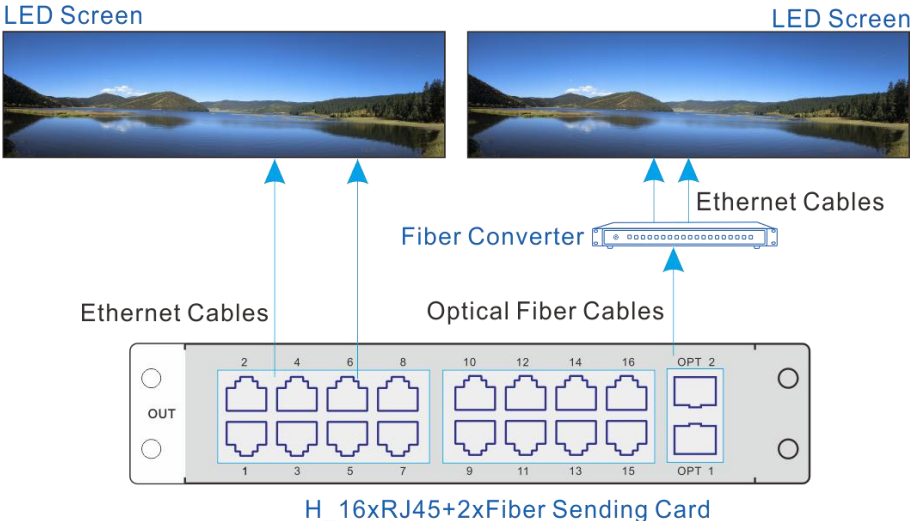 LED Screen
LED Screen
Ethernet Cables
Fiber Converter
Ethernet Cables
Optical Fiber Cables
2 4 6 8 10 12 14 16 OPT 2
OUT
1 3 5 7 9 11 13 15 OPT 1
H_16xRJ45+2xFiber Sending Card